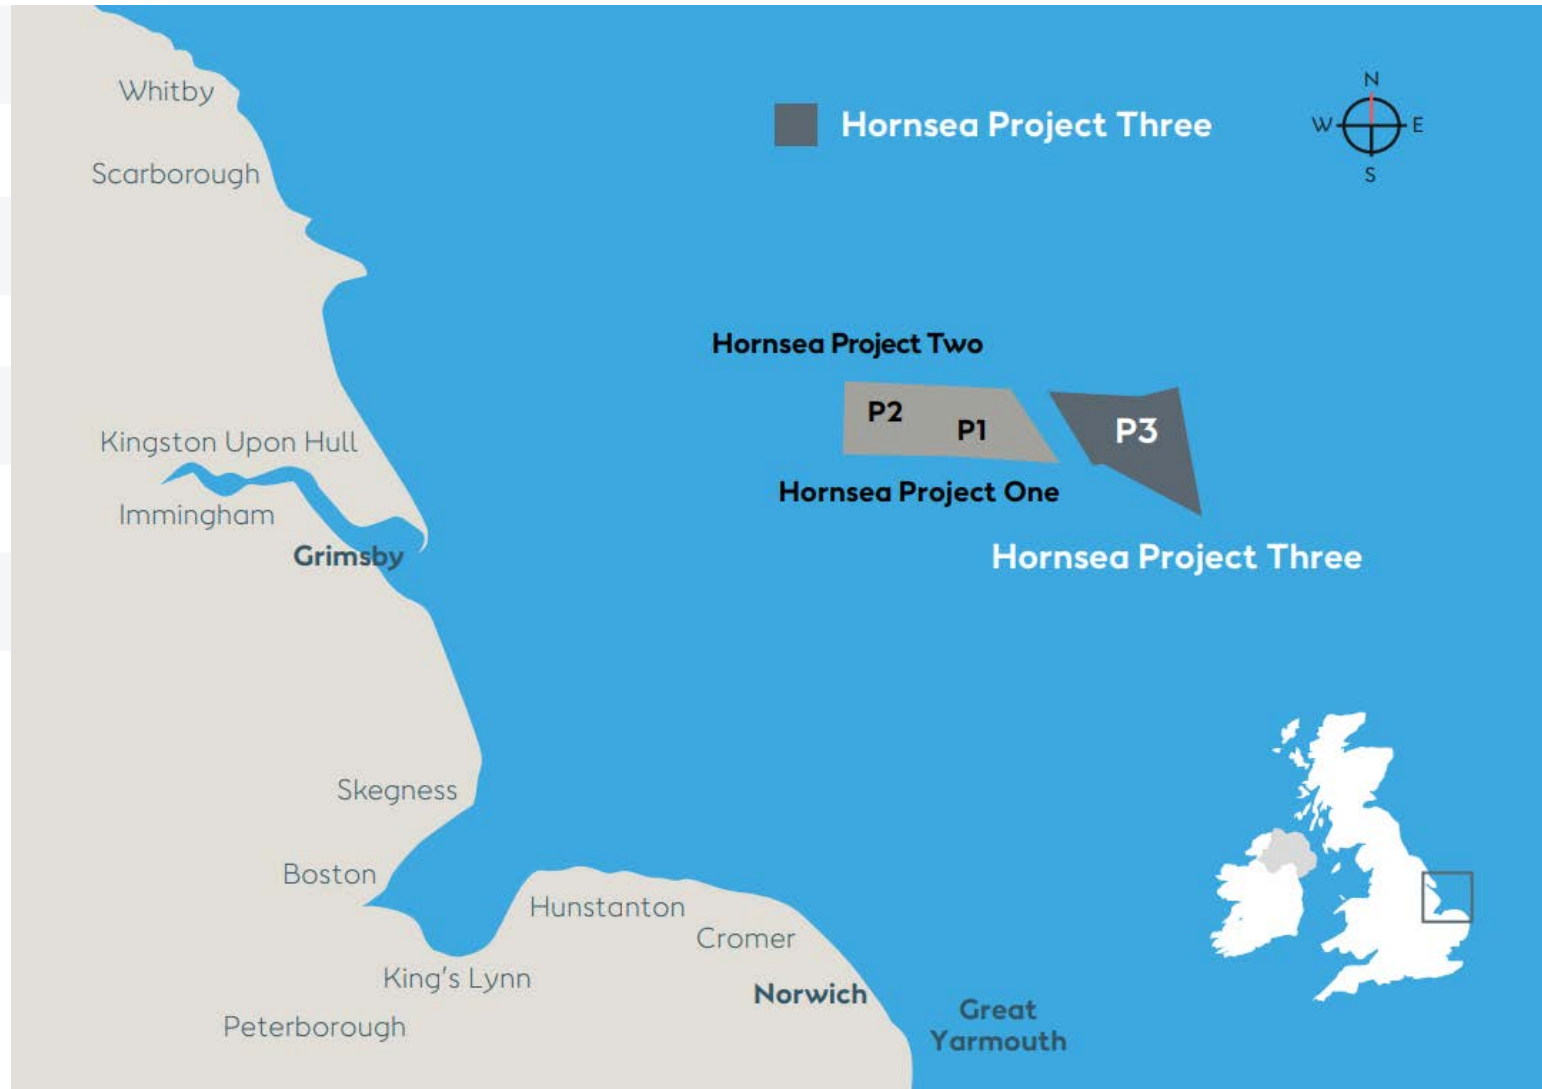 Whitby
Hornsea Project Three
N
W
E
S
Scarborough
Hornsea Project Two
P2
P1
P3
Kingston Upon Hull
Hornsea Project One
Immingham
Grimsby
Hornsea Project Three
Skegness
Boston
Hunstanton
Cromer
King's Lynn
Norwich
Great
Yarmouth
Peterborough